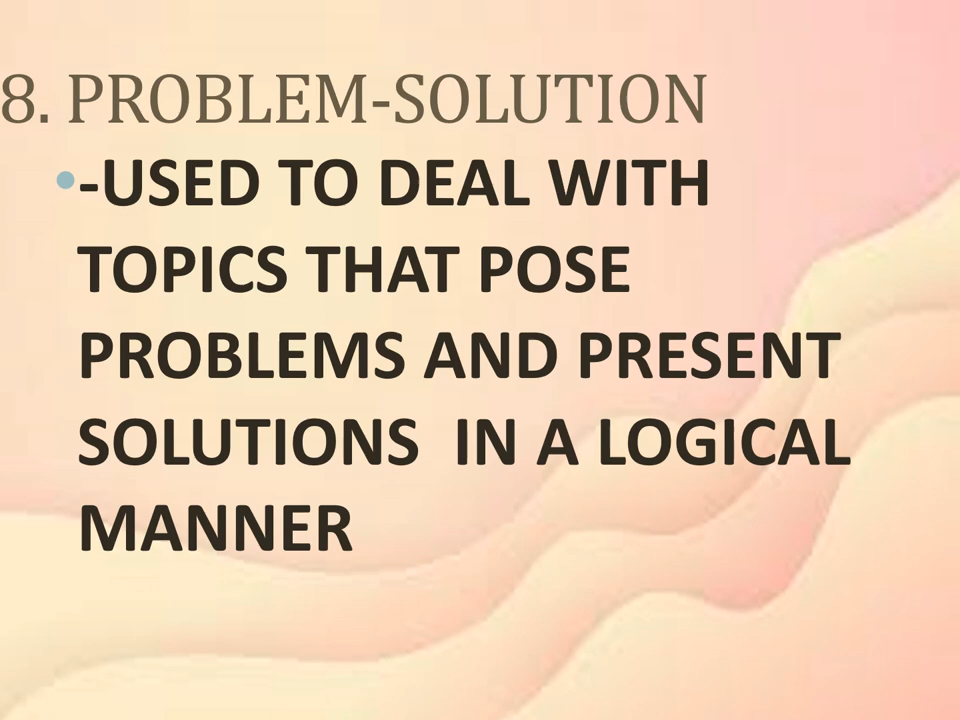 8. PROBLEM-SOLUTION
•-USED TO DEAL WITH
TOPICS THAT POSE
PROBLEMS AND PRESENT
SOLUTIONS  IN A LOGICAL
MANNER